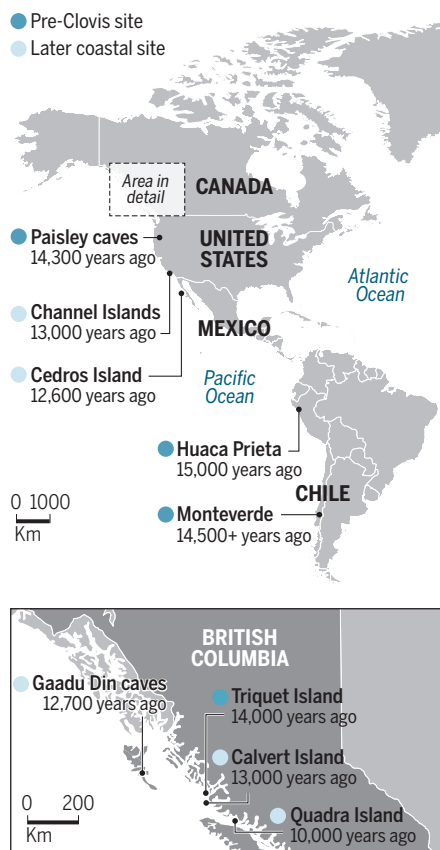 Pre-Clovis site
Later coastal site
Area in
detail
CANADA
Paisley caves
14,300 years ago
UNITED
STATES
Atlantic
Ocean
Channel Islands
13,000 years ago
MEXICO
Cedros Island
12,600 years ago
Pacific
Ocean
Huaca Prieta
15,000 years ago
CHILE
0 1000
Km
Monteverde
14,500+ years ago
BRITISH
COLUMBIA
Gaadu Din caves
12,700 years ago
Triquet Island
14,000 years ago
Calvert Island
13,000 years ago
0 200
Km
Quadra Island
10,000 years ago